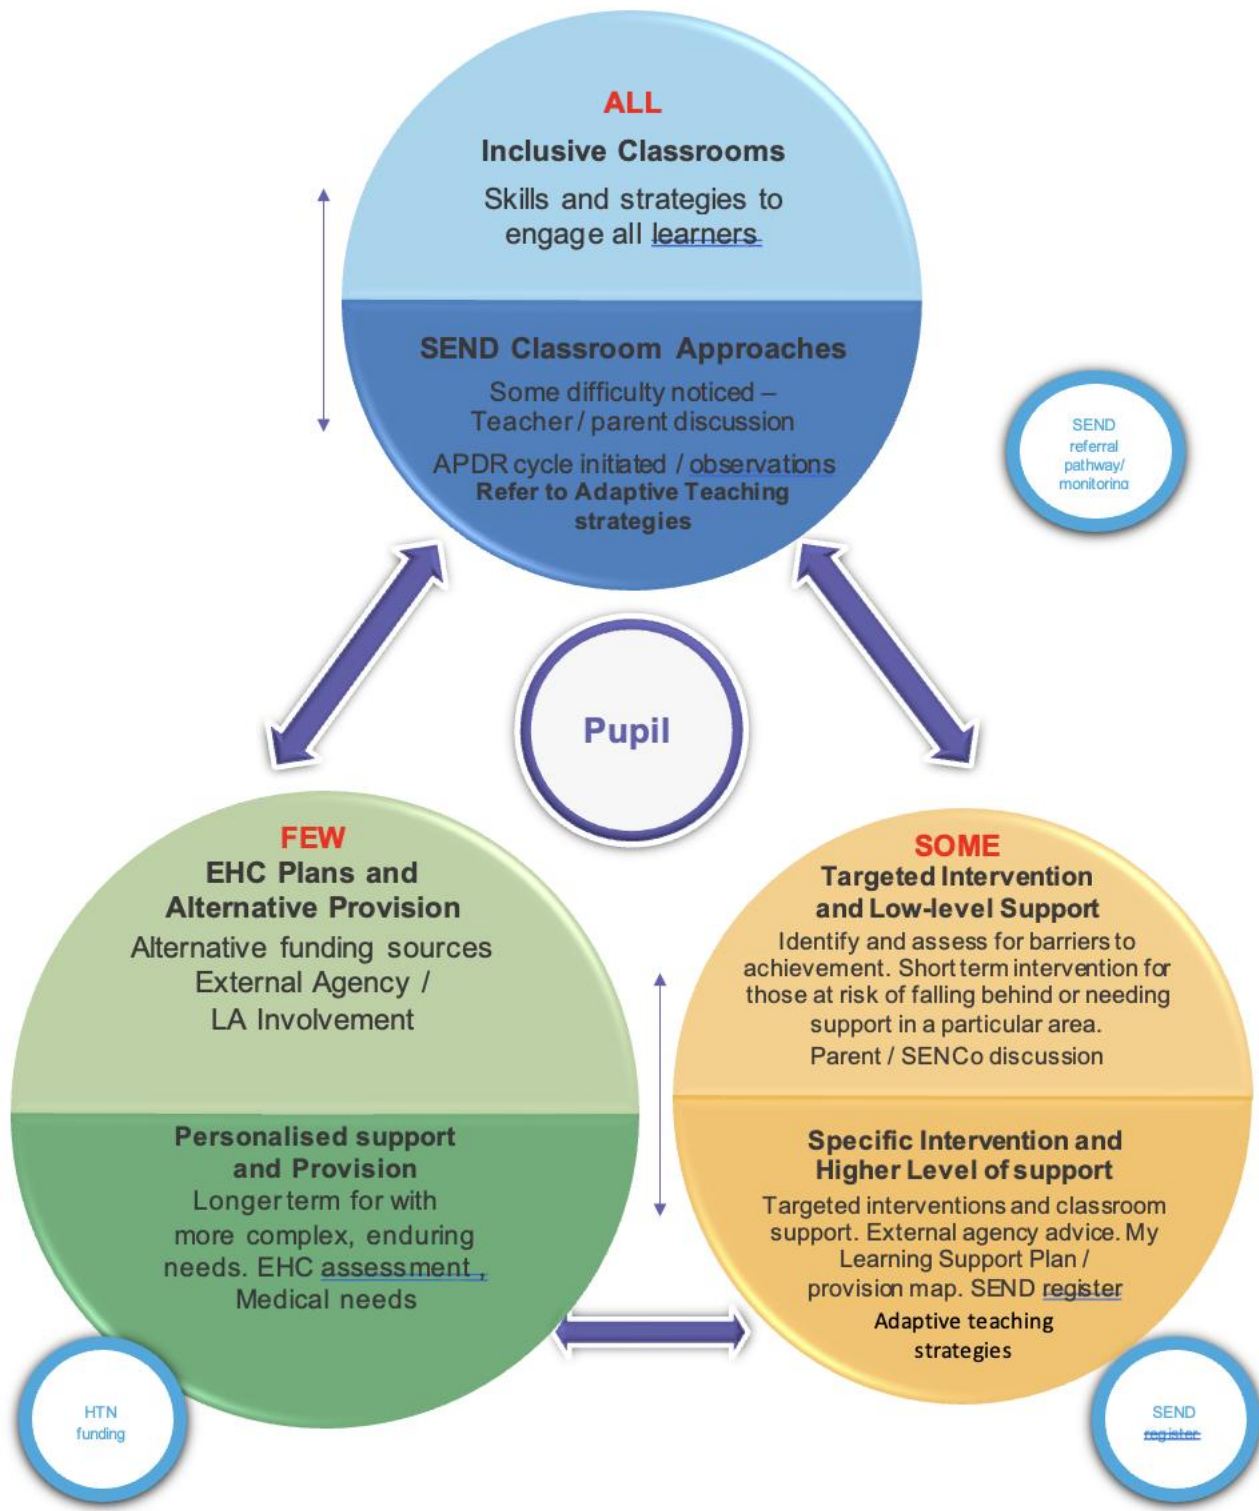 ALL
Inclusive Classrooms
Skills and strategies to
engage all learners
SEND Classroom Approaches
Some difficulty noticed –
Teacher / parent discussion
APDR cycle initiated / observations
Refer to Adaptive Teaching
strategies
SEND
referral
pathway/
monitoring
Pupil
FEW
EHC Plans and
Alternative Provision
Alternative funding sources
External Agency /
LA Involvement
Personalised support
and Provision
Longer term for with
more complex, enduring
needs. EHC assessment ,
Medical needs
HTN
funding
SOME
Targeted Intervention
and Low-level Support
Identify and assess for barriers to
achievement. Short term intervention for
those at risk of falling behind or needing
support in a particular area.
Parent / SENCo discussion
Specific Intervention and
Higher Level of support
Targeted interventions and classroom
support. External agency advice. My
Learning Support Plan /
provision map. SEND register
Adaptive teaching
strategies
SEND
register